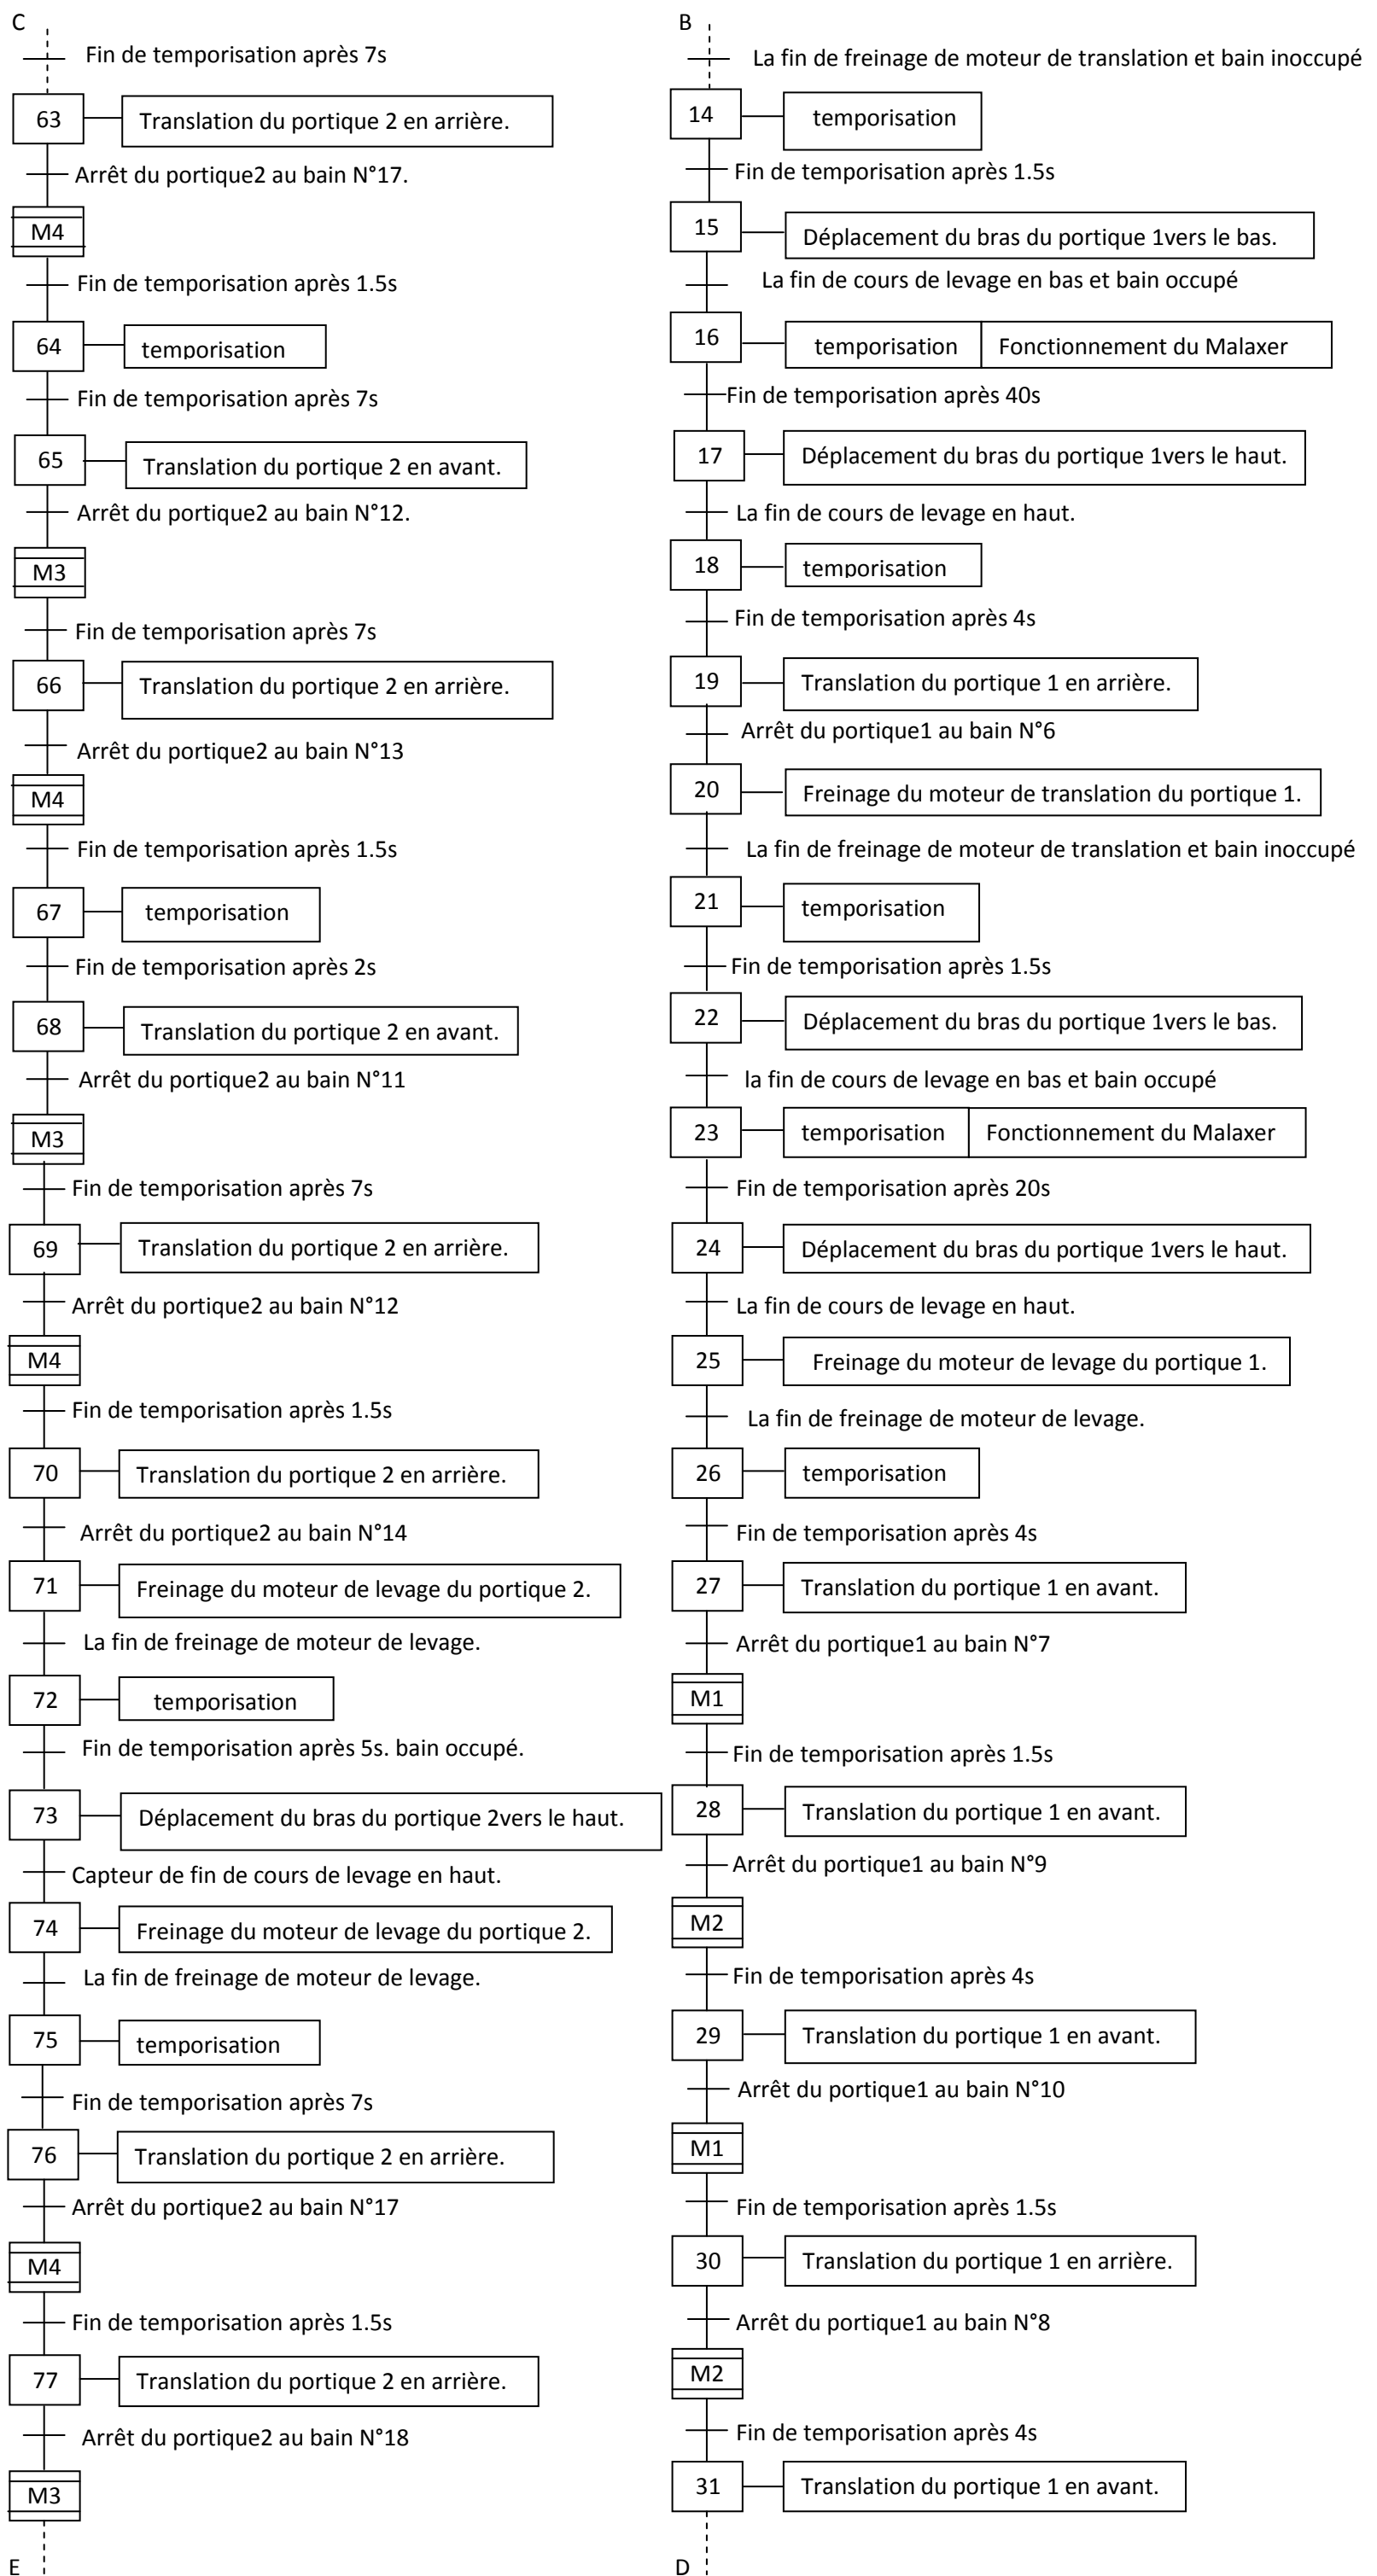 C
Fin de temporisation après 7s
63
Translation du portique 2 en arrière.
Arrêt du portique2 au bain N°17.
M4
Fin de temporisation après 1.5s
64
temporisation
Fin de temporisation après 7s
65
Translation du portique 2 en avant.
Arrêt du portique2 au bain N°12.
M3
Fin de temporisation après 7s
66
Translation du portique 2 en arrière.
Arrêt du portique2 au bain N°13
M4
Fin de temporisation après 1.5s
67
temporisation
Fin de temporisation après 2s
68
Translation du portique 2 en avant.
Arrêt du portique2 au bain N°11
M3
Fin de temporisation après 7s
69
Translation du portique 2 en arrière.
Arrêt du portique2 au bain N°12
M4
Fin de temporisation après 1.5s
70
Translation du portique 2 en arrière.
Arrêt du portique2 au bain N°14
71
Freinage du moteur de levage du portique 2.
La fin de freinage de moteur de levage.
72
temporisation
Fin de temporisation après 5s. bain occupé.
73
Déplacement du bras du portique 2vers le haut.
Capteur de fin de cours de levage en haut.
74
Freinage du moteur de levage du portique 2.
La fin de freinage de moteur de levage.
75
temporisation
Fin de temporisation après 7s
76
Translation du portique 2 en arrière.
Arrêt du portique2 au bain N°17
M4
Fin de temporisation après 1.5s
77
Translation du portique 2 en arrière.
Arrêt du portique2 au bain N°18
M3
E
B
La fin de freinage de moteur de translation et bain inoccupé
14
temporisation
Fin de temporisation après 1.5s
15
Déplacement du bras du portique 1vers le bas.
La fin de cours de levage en bas et bain occupé
16
temporisation
Fonctionnement du Malaxer
Fin de temporisation après 40s
17
Déplacement du bras du portique 1vers le haut.
La fin de cours de levage en haut.
18
temporisation
Fin de temporisation après 4s
19
Translation du portique 1 en arrière.
Arrêt du portique1 au bain N°6
20
Freinage du moteur de translation du portique 1.
La fin de freinage de moteur de translation et bain inoccupé
21
temporisation
Fin de temporisation après 1.5s
22
Déplacement du bras du portique 1vers le bas.
la fin de cours de levage en bas et bain occupé
23
temporisation
Fonctionnement du Malaxer
Fin de temporisation après 20s
24
Déplacement du bras du portique 1vers le haut.
La fin de cours de levage en haut.
25
Freinage du moteur de levage du portique 1.
La fin de freinage de moteur de levage.
26
temporisation
Fin de temporisation après 4s
27
Translation du portique 1 en avant.
Arrêt du portique1 au bain N°7
M1
Fin de temporisation après 1.5s
28
Translation du portique 1 en avant.
Arrêt du portique1 au bain N°9
M2
Fin de temporisation après 4s
29
Translation du portique 1 en avant.
Arrêt du portique1 au bain N°10
M1
Fin de temporisation après 1.5s
30
Translation du portique 1 en arrière.
Arrêt du portique1 au bain N°8
M2
Fin de temporisation après 4s
31
Translation du portique 1 en avant.
D